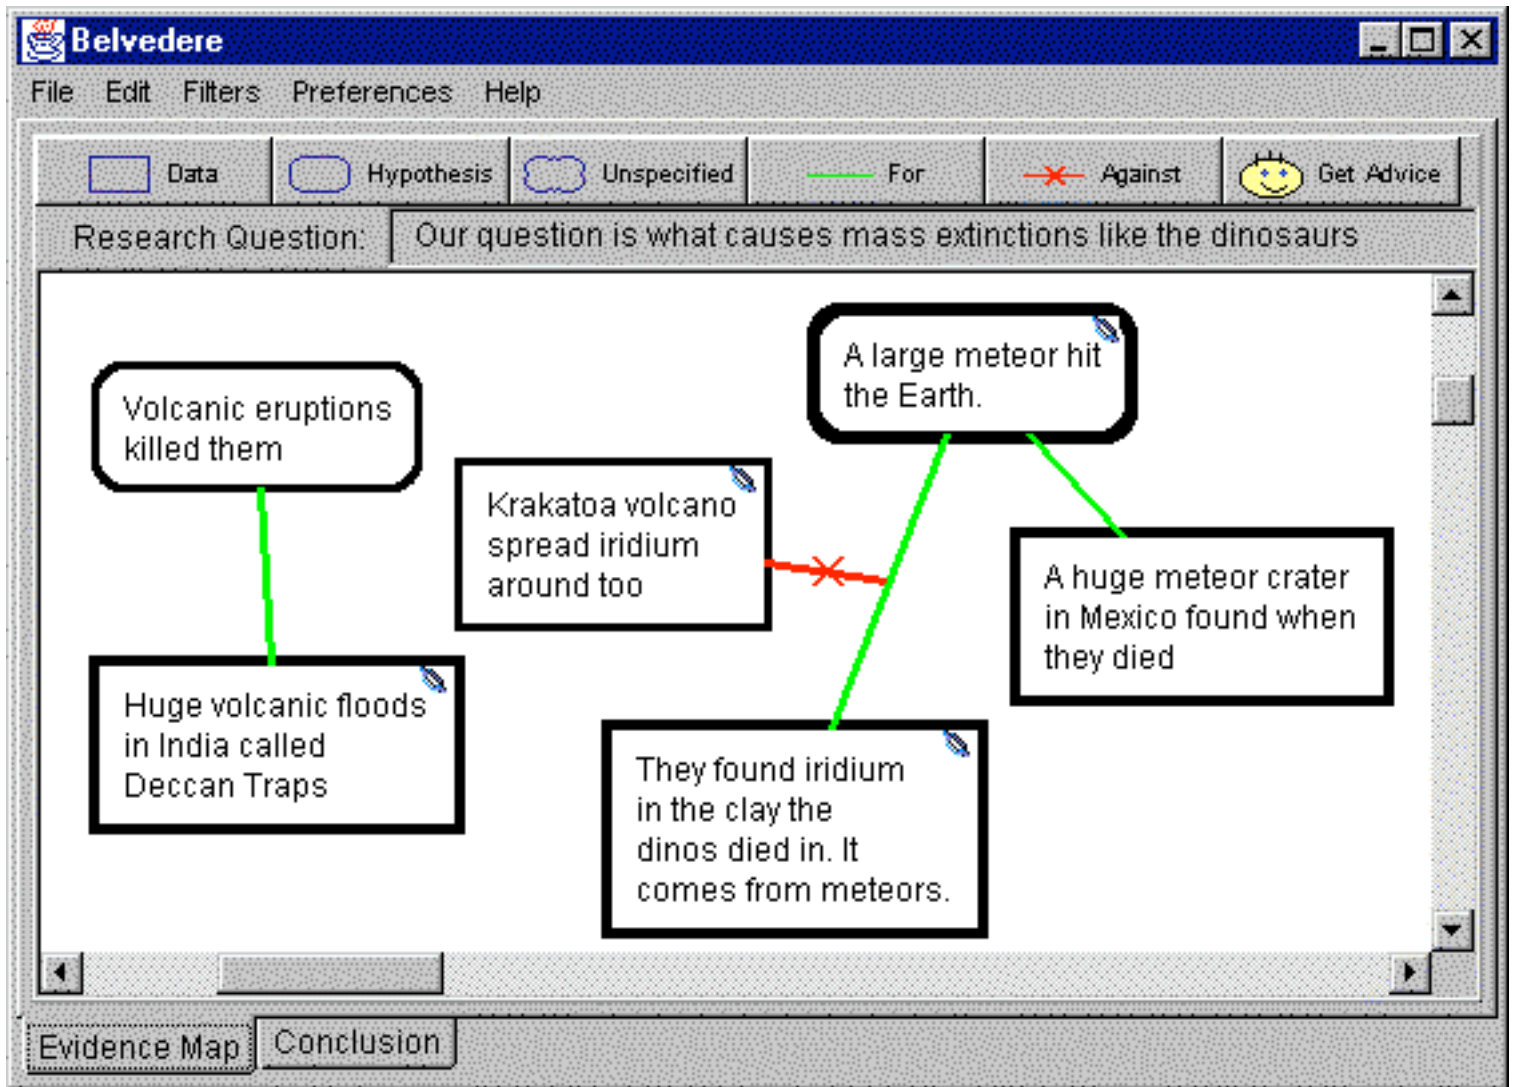 Belvedere
File Edit Filters Preferences Help
Data Hypothesis Unspecified For Against Get Advice
Research Question: Our question is what causes mass extinctions like the dinosaurs
Volcanic eruptions
killed them
Huge volcanic floods
in India called
Deccan Traps
Krakatoa volcano
spread iridium
around too
A large meteor hit
the Earth.
They found iridium
in the clay the
dinos died in. It
comes from meteors.
A huge meteor crater
in Mexico found when
they died
Evidence Map Conclusion